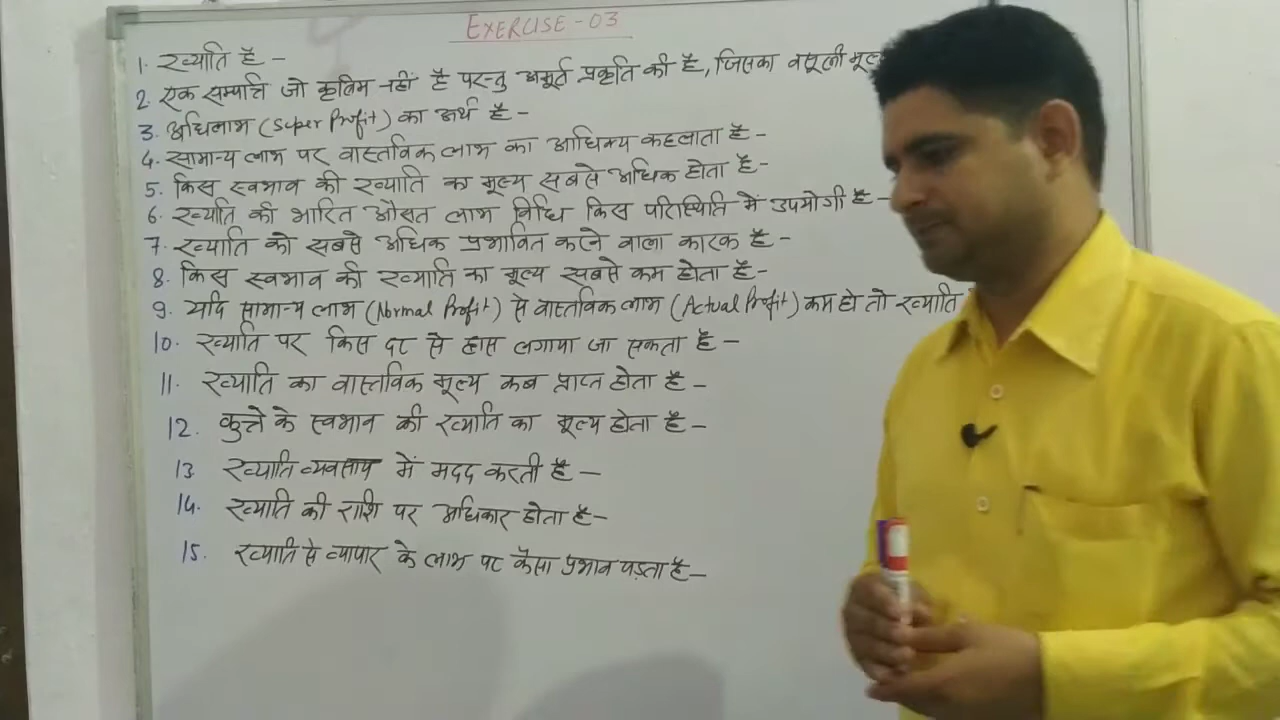 EXERCISE-03
1. ख्याति है -
2. एक सम्पत्ति जो कृत्रिम नहीं है परन्तु अमूर्त प्रकृति की है, जिसका वसूली
3. अधिलाभ (Super Profit) का अर्थ है -
4. सामान्य लाभ पर वास्तविक लाभ का आधिक्य कहलाता है -
5. किस स्वभाव की ख्याति का मूल्य सबसे अधिक होता है -
6. ख्याति की भारित औसत लाभ विधि किस परिस्थिति में उपयोगी है -
7. ख्याति को सबसे अधिक प्रभावित करने वाला कारक है -
8. किस स्वभाव की ख्याति का मूल्य सबसे कम होता है -
9. यदि सामान्य लाभ (Normal Profit) से वास्तविक लाभ (Actual Profit) कम हो तो ख्याति
10. ख्याति पर किस दर से ह्रास लगाया जा सकता है -
11. ख्याति का वास्तविक मूल्य कब प्राप्त होता है -
12. कुत्ते के स्वभाव की ख्याति का मूल्य होता है -
13. ख्याति व्यवसाय में मदद करती है -
14. ख्याति की राशि पर अधिकार होता है -
15. ख्याति से व्यापार के लाभ पर कैसा प्रभाव पड़ता है -